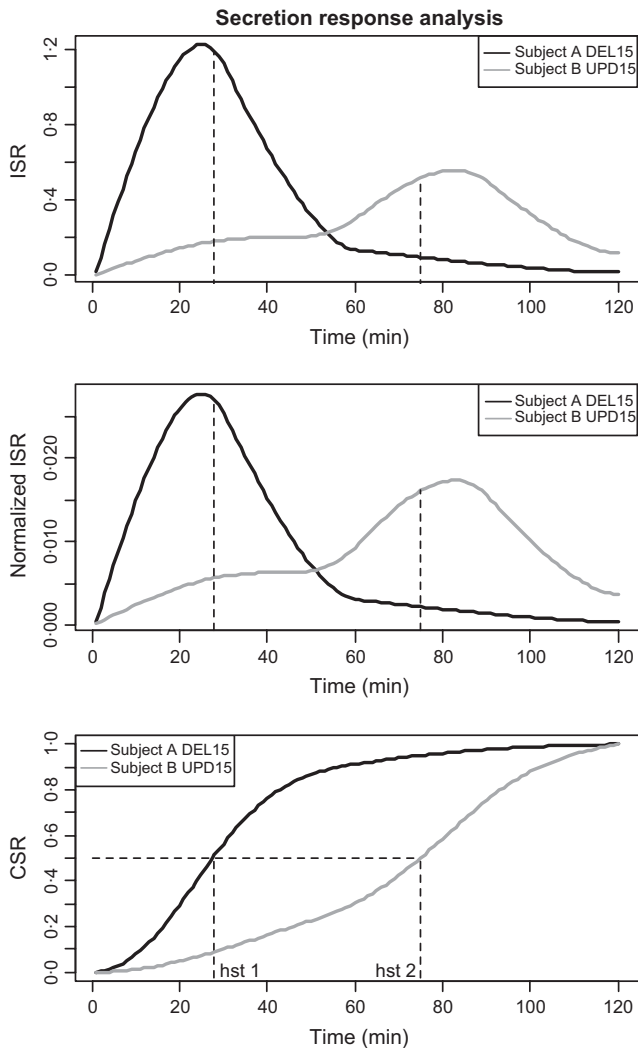 Secretion response analysis
ISR
1·2
0·8
0·4
0·0
Subject A DEL15
Subject B UPD15
0 20 40 60 80 100 120
Time (min)
Normalized ISR
0·020
0·010
0·000
Subject A DEL15
Subject B UPD15
0 20 40 60 80 100 120
Time (min)
CSR
1·0
0·8
0·6
0·4
0·2
0·0
Subject A DEL15
Subject B UPD15
hst 1
hst 2
0 20 40 60 80 100 120
Time (min)